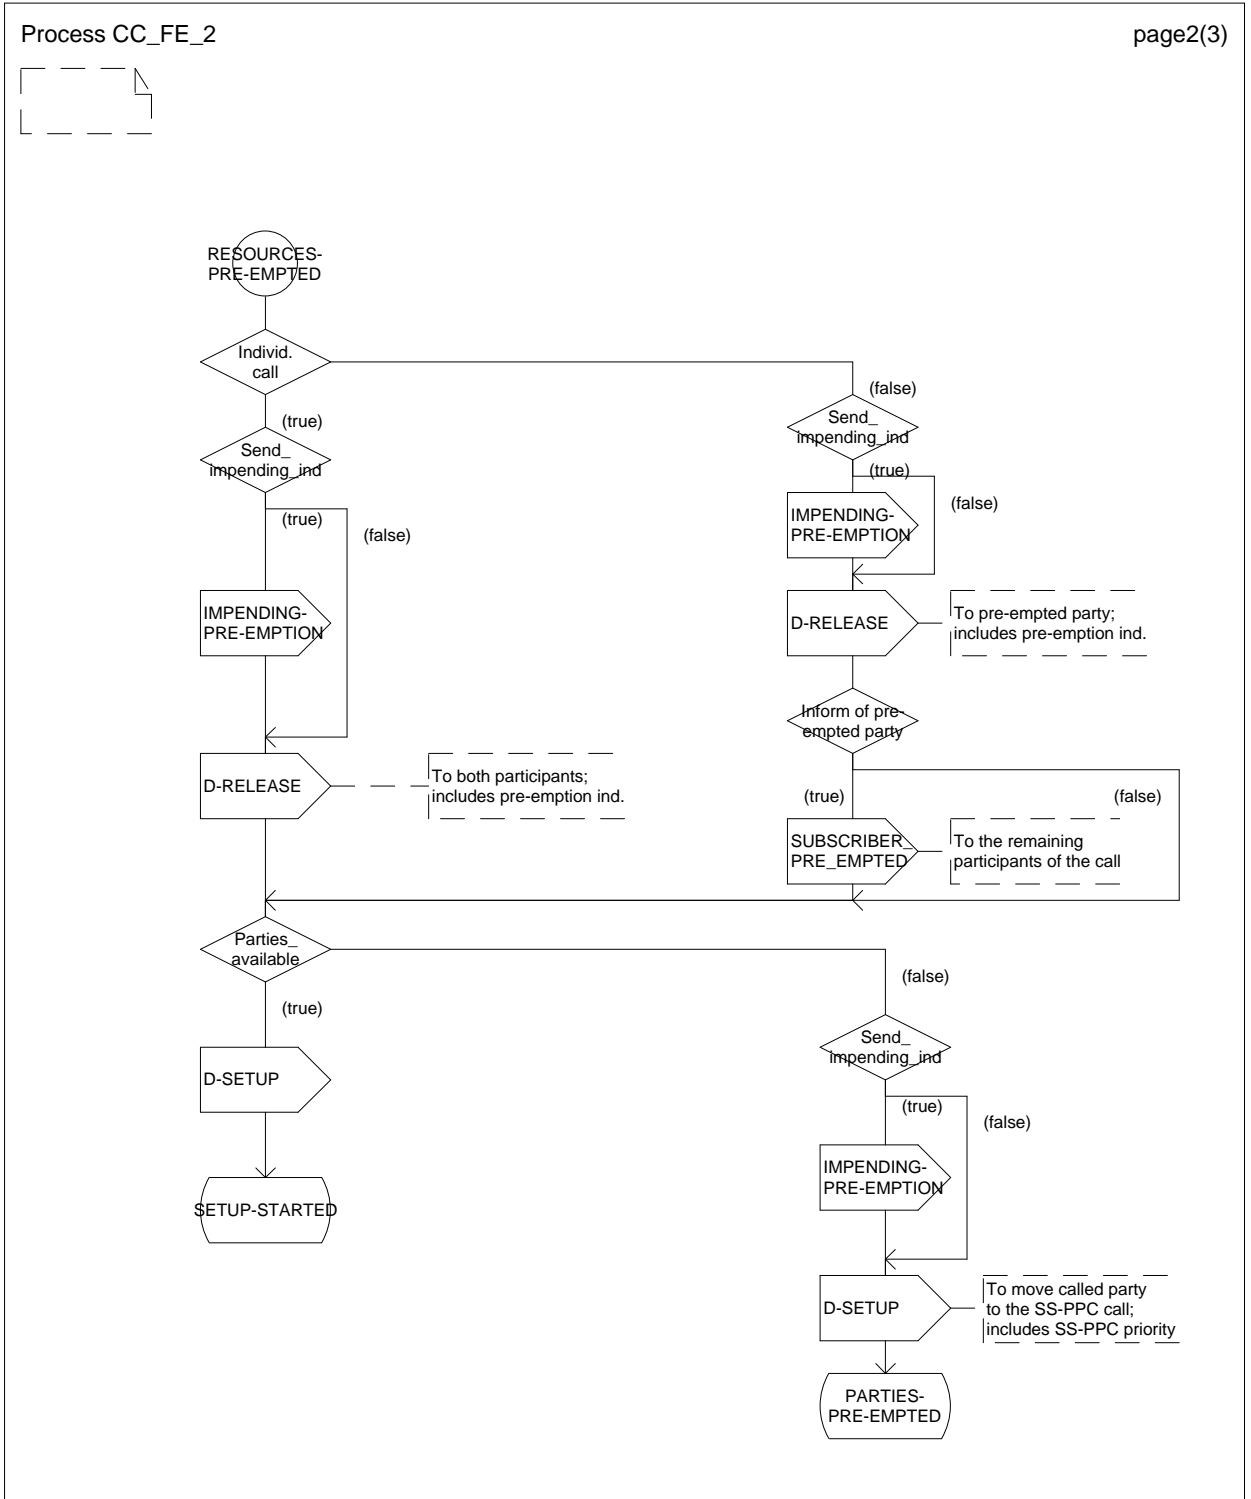 Process CC_FE_2
page2(3)
RESOURCES-
PRE-EMPTED
Individ.
call
(true)
(false)
Send_
impending_ind
(true)
(false)
IMPENDING-
PRE-EMPTION
D-RELEASE
To both participants;
includes pre-emption ind.
Send_
impending_ind
(true)
(false)
IMPENDING-
PRE-EMPTION
D-RELEASE
To pre-empted party;
includes pre-emption ind.
Inform of pre-
empted party
(true)
(false)
SUBSCRIBER_
PRE_EMPTED
To the remaining
participants of the call
Parties_
available
(true)
(false)
D-SETUP
SETUP-STARTED
Send_
impending_ind
(true)
(false)
IMPENDING-
PRE-EMPTION
D-SETUP
To move called party
to the SS-PPC call;
includes SS-PPC priority
PARTIES-
PRE-EMPTED